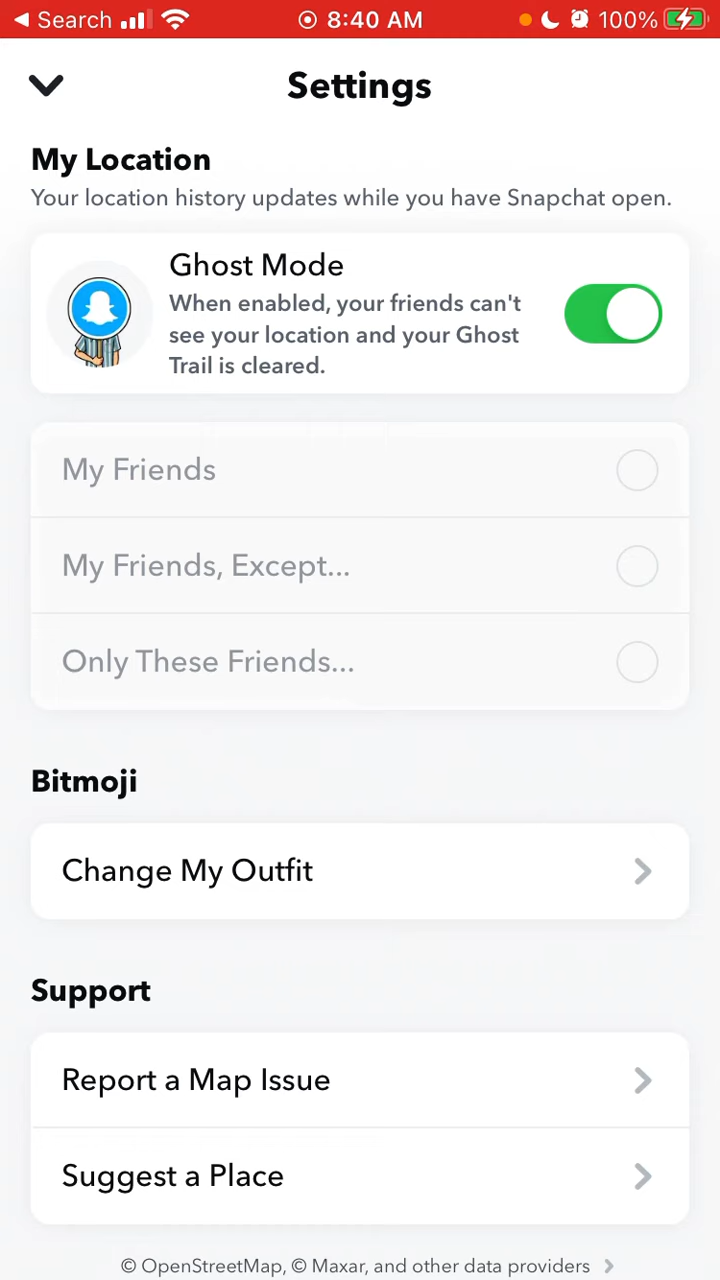 Search 8:40 AM 100%
Settings
My Location
Your location history updates while you have Snapchat open.
Ghost Mode
When enabled, your friends can't
see your location and your Ghost
Trail is cleared.
My Friends
My Friends, Except...
Only These Friends...
Bitmoji
Change My Outfit
Support
Report a Map Issue
Suggest a Place
© OpenStreetMap, © Maxar, and other data providers